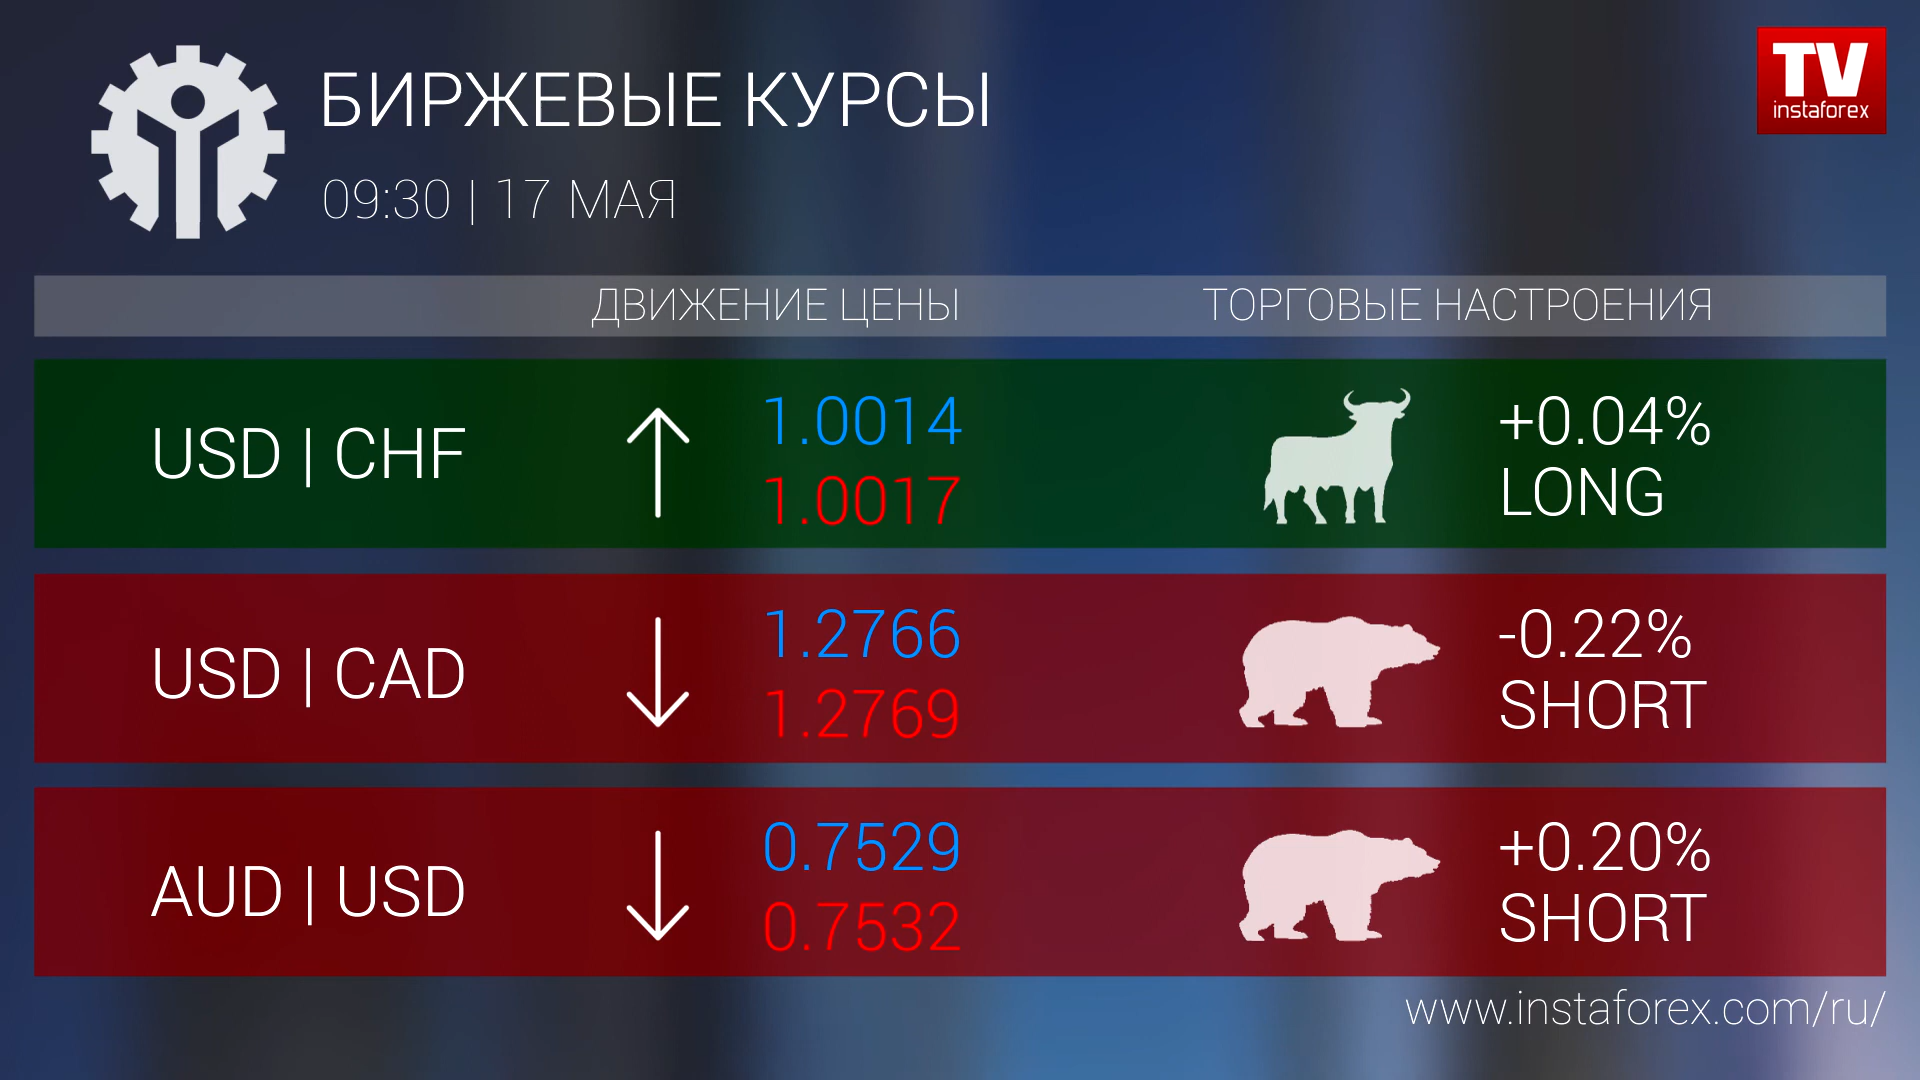 БИРЖЕВЫЕ КУРСЫ
09:30 | 17 МАЯ
TV
instaforex
ДВИЖЕНИЕ ЦЕНЫ
ТОРГОВЫЕ НАСТРОЕНИЯ
USD | CHF
1.0014
1.0017
+0.04%
LONG
USD | CAD
1.2766
1.2769
-0.22%
SHORT
AUD | USD
0.7529
0.7532
+0.20%
SHORT
www.instaforex.com/ru/